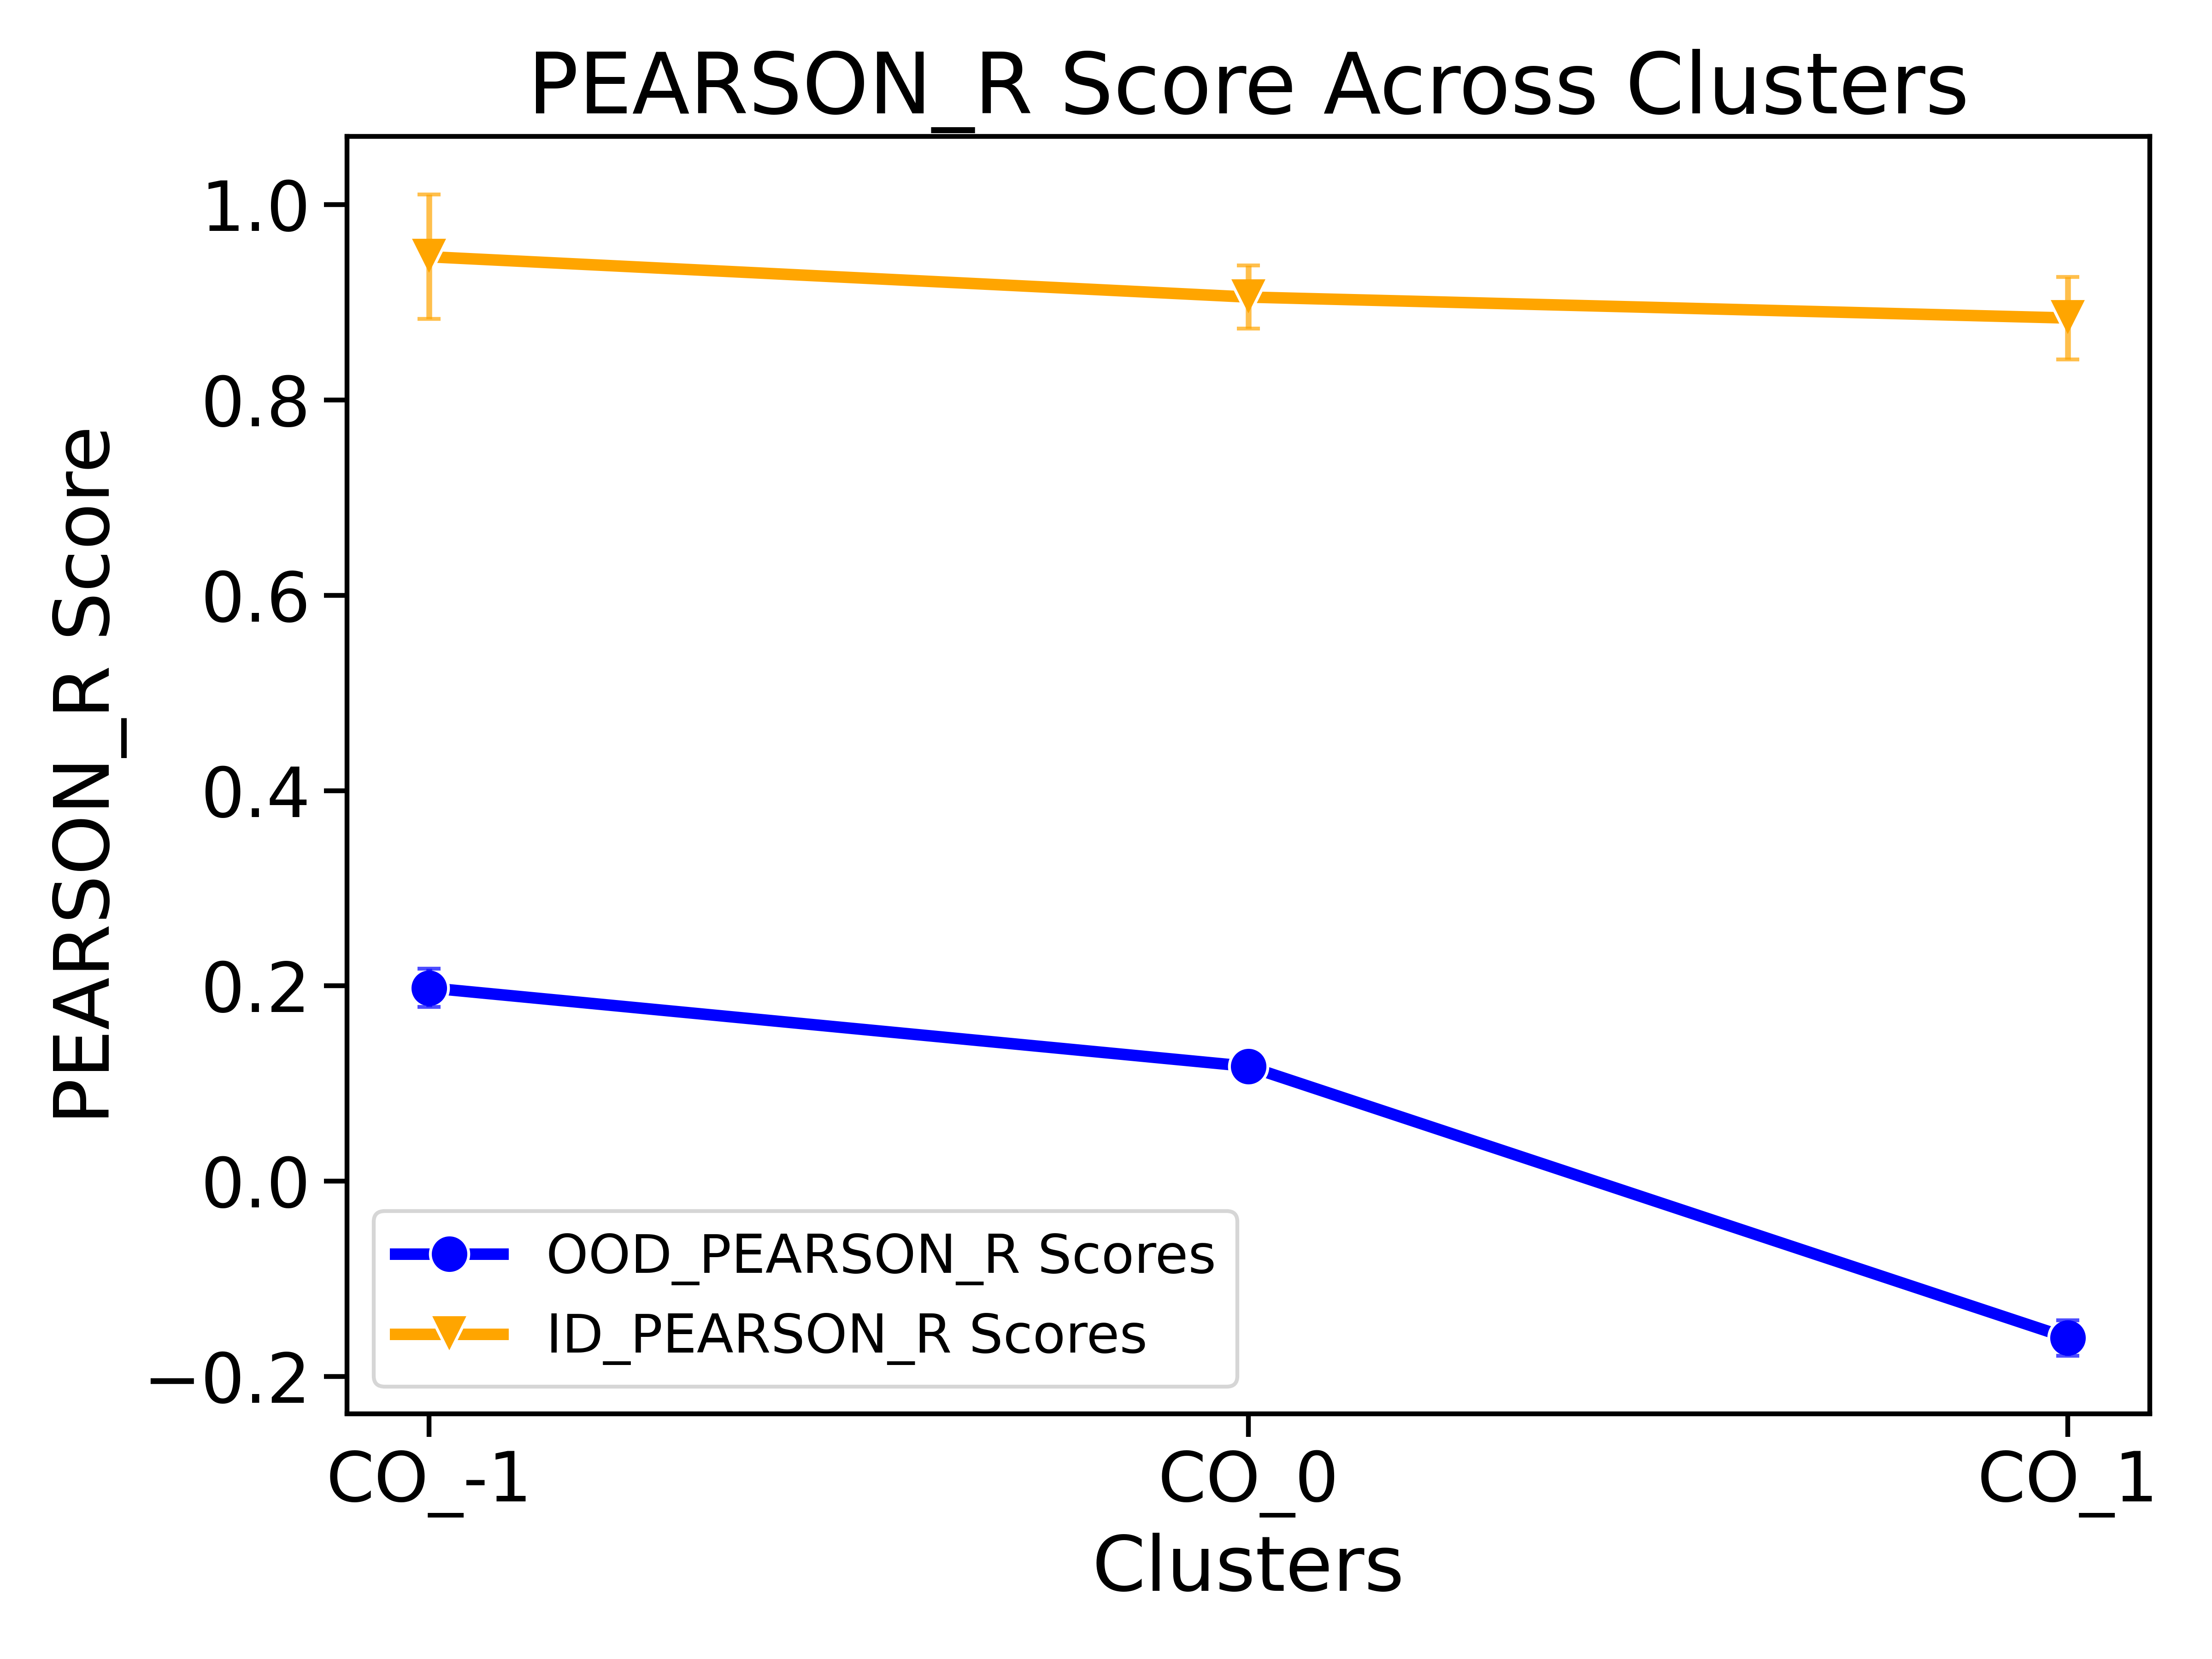 PEARSON_R Score Across Clusters
PEARSON_R Score
1.0
0.8
0.6
0.4
0.2
0.0
−0.2
OOD_PEARSON_R Scores
ID_PEARSON_R Scores
CO_-1 CO_0 CO_1
Clusters